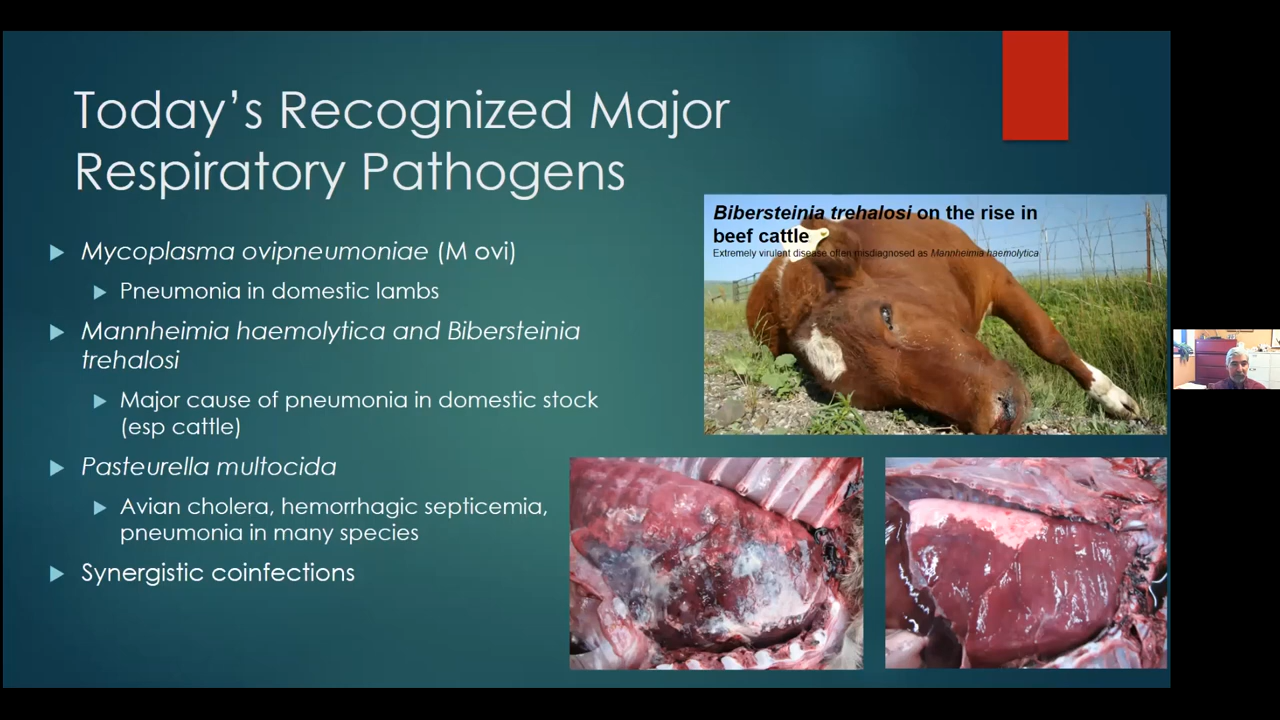 Today's Recognized Major
Respiratory Pathogens
Mycoplasma ovipneumoniae (M ovi)
Pneumonia in domestic lambs
Mannheimia haemolytica and Bibersteinia
trehalosi
Major cause of pneumonia in domestic stock
(esp cattle)
Pasteurella multocida
Avian cholera, hemorrhagic septicemia,
pneumonia in many species
Synergistic coinfections
Bibersteinia trehalosi on the rise in
beef cattle
Extremely virulent disease often misdiagnosed as Mannheimia haemolytica